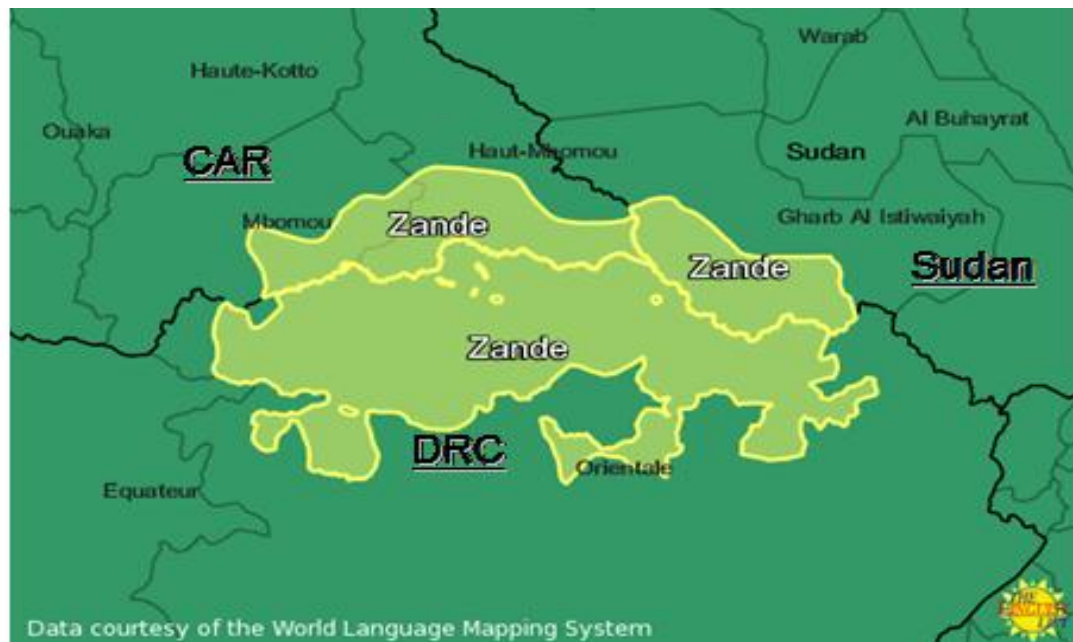 Warab
Haute-Kotto
Al Buhayrat
Ouaka
CAR
Haut-Mbomou
Sudan
Mbomou
Zande
Gharb Al Istiwaiyah
Zande
Sudan
Zande
DRC
Orientale
Equateur
Data courtesy of the World Language Mapping System